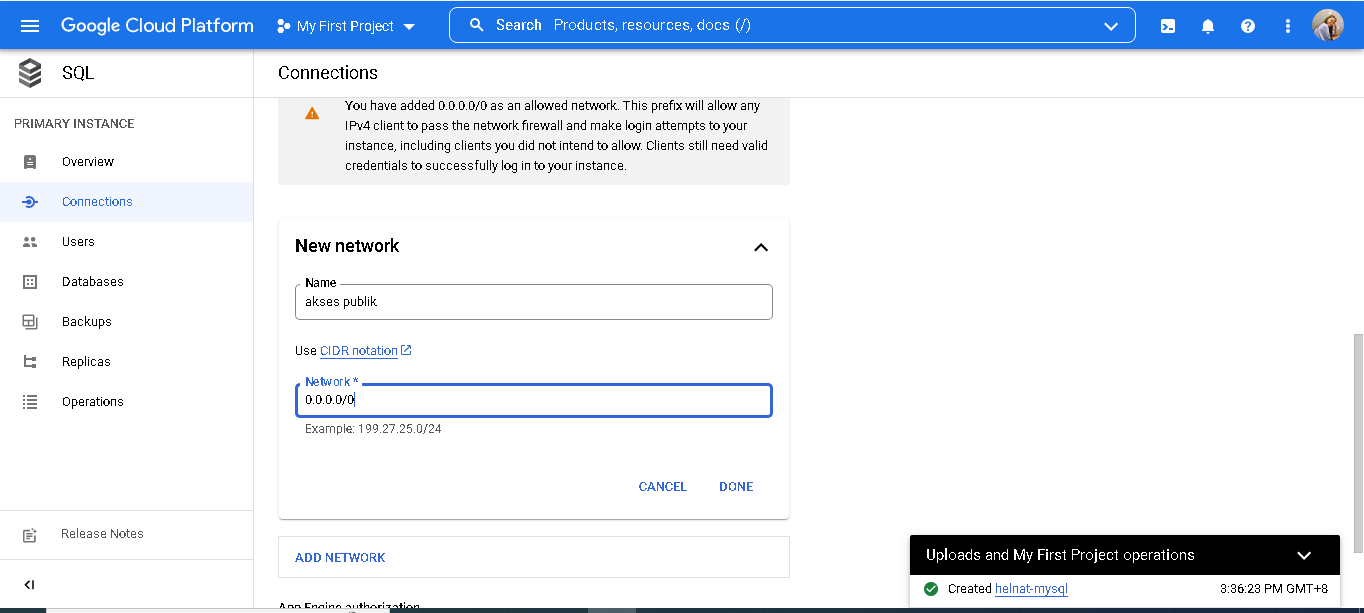 Google Cloud Platform
My First Project
Search Products, resources, docs (/)
SQL
Connections
PRIMARY INSTANCE
Overview
Connections
Users
Databases
Backups
Replicas
Operations
Release Notes
You have added 0.0.0.0/0 as an allowed network. This prefix will allow any
IPv4 client to pass the network firewall and make login attempts to your
instance, including clients you did not intend to allow. Clients still need valid
credentials to successfully log in to your instance.
New network
Name
akses publik
Use CIDR notation
Network *
0.0.0.0/0
Example: 199.27.25.0/24
CANCEL DONE
ADD NETWORK
App Engine authorization
Uploads and My First Project operations
Created helnat-mysql 3:36:23 PM GMT+8